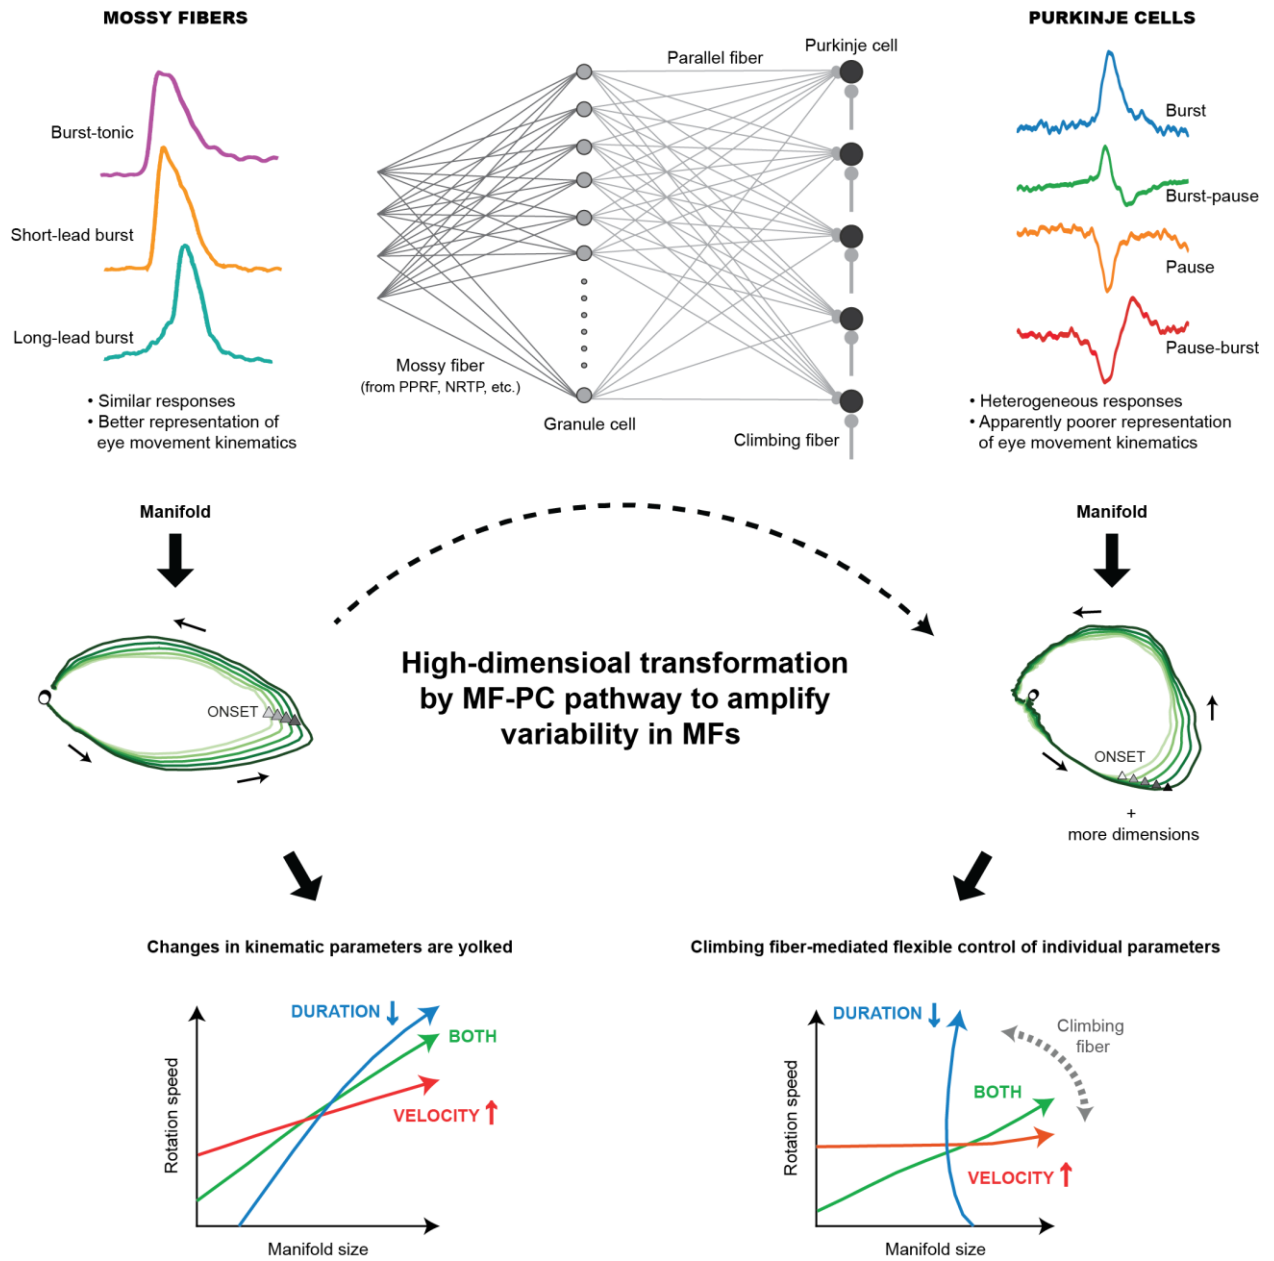 MOSSY FIBERS
Burst-tonic
Short-lead burst
Long-lead burst
• Similar responses
• Better representation of
eye movement kinematics
Parallel fiber
Purkinje cell
Mossy fiber
(from PPRF, NRTP, etc.)
Granule cell
Climbing fiber
PURKINJE CELLS
Burst
Burst-pause
Pause
Pause-burst
• Heterogeneous responses
• Apparently poorer representation
of eye movement kinematics
Manifold
Manifold
ONSET
High-dimensioal transformation
by MF-PC pathway to amplify
variability in MFs
ONSET
+
more dimensions
Changes in kinematic parameters are yolked
DURATION
BOTH
VELOCITY
Rotation speed
Manifold size
Climbing fiber-mediated flexible control of individual parameters
DURATION
Climbing
fiber
BOTH
VELOCITY
Rotation speed
Manifold size